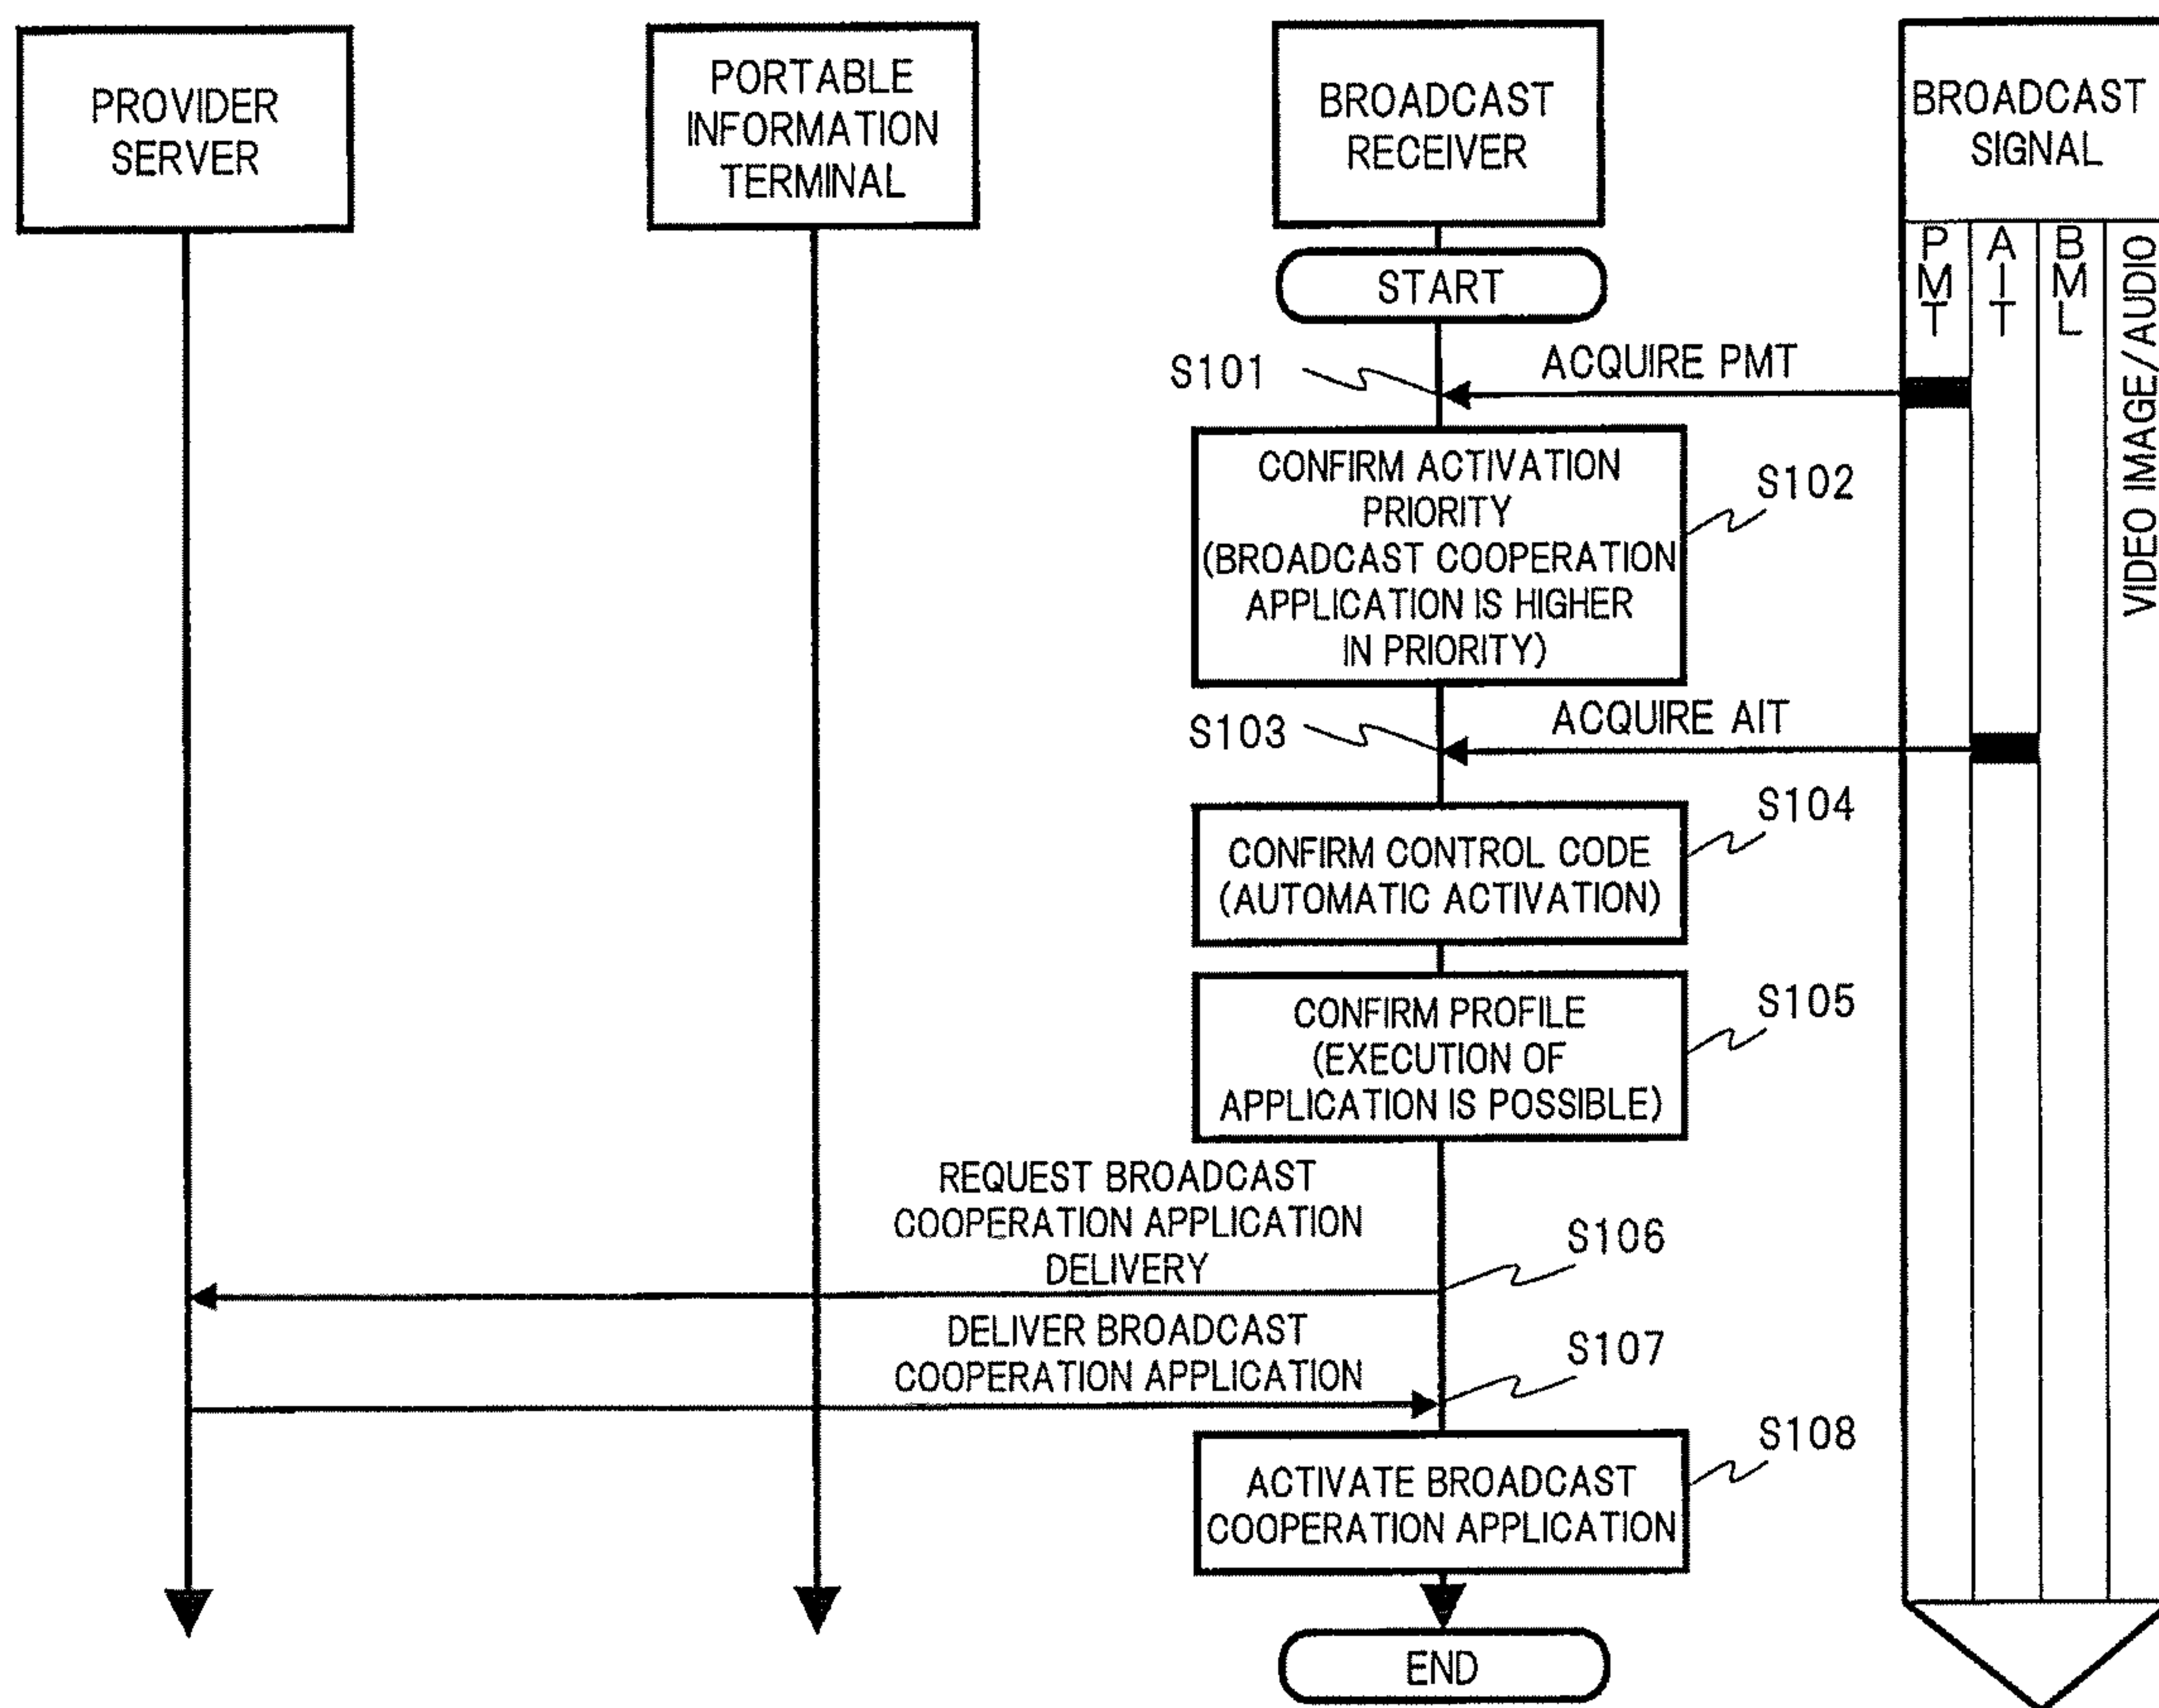 PROVIDER
SERVER
PORTABLE
INFORMATION
TERMINAL
BROADCAST
RECEIVER
BROADCAST
SIGNAL
PMT
AIT
BML
VIDEO IMAGE/AUDIO
START
S101
ACQUIRE PMT
CONFIRM ACTIVATION
PRIORITY
(BROADCAST COOPERATION
APPLICATION IS HIGHER
IN PRIORITY)
S102
S103
ACQUIRE AIT
CONFIRM CONTROL CODE
(AUTOMATIC ACTIVATION)
S104
CONFIRM PROFILE
(EXECUTION OF
APPLICATION IS POSSIBLE)
S105
REQUEST BROADCAST
COOPERATION APPLICATION
DELIVERY
S106
DELIVER BROADCAST
COOPERATION APPLICATION
S107
ACTIVATE BROADCAST
COOPERATION APPLICATION
S108
END